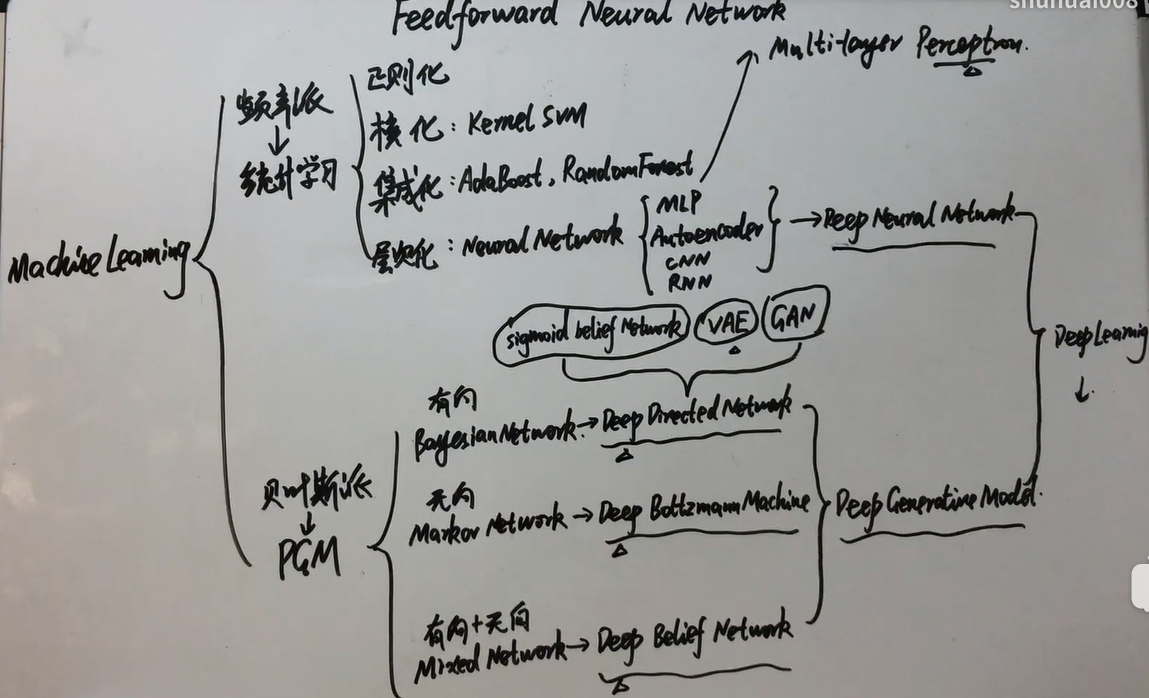 shuhuai008
Feedforward Neural Network
Multi-layer Perceptron.
频率派
统计学习
正则化
核化：Kernel SVM
集成化：AdaBoost, RandomForest
层次化：Neural Network
MLP
Autoencoder
CNN
RNN
Deep Neural Network
Machine Learning
sigmoid belief Network
VAE
GAN
Deep Learning
有向
Bayesian Network
Deep Directed Network
贝叶斯派
PGM
无向
Markov Network
Deep Boltzmann Machine
Deep Generative Model.
有向+无向
Mixed Network
Deep Belief Network